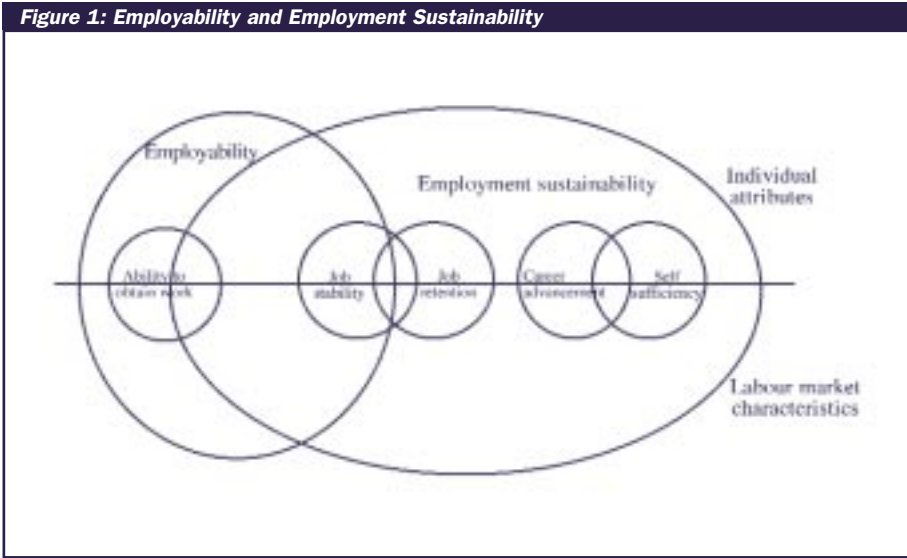 Figure 1: Employability and Employment Sustainability
Employability
Employment sustainability
Individual
attributes
Ability to
obtain work
Job
stability
Job
retention
Career
advancement
Self
sufficiency
Labour market
characteristics